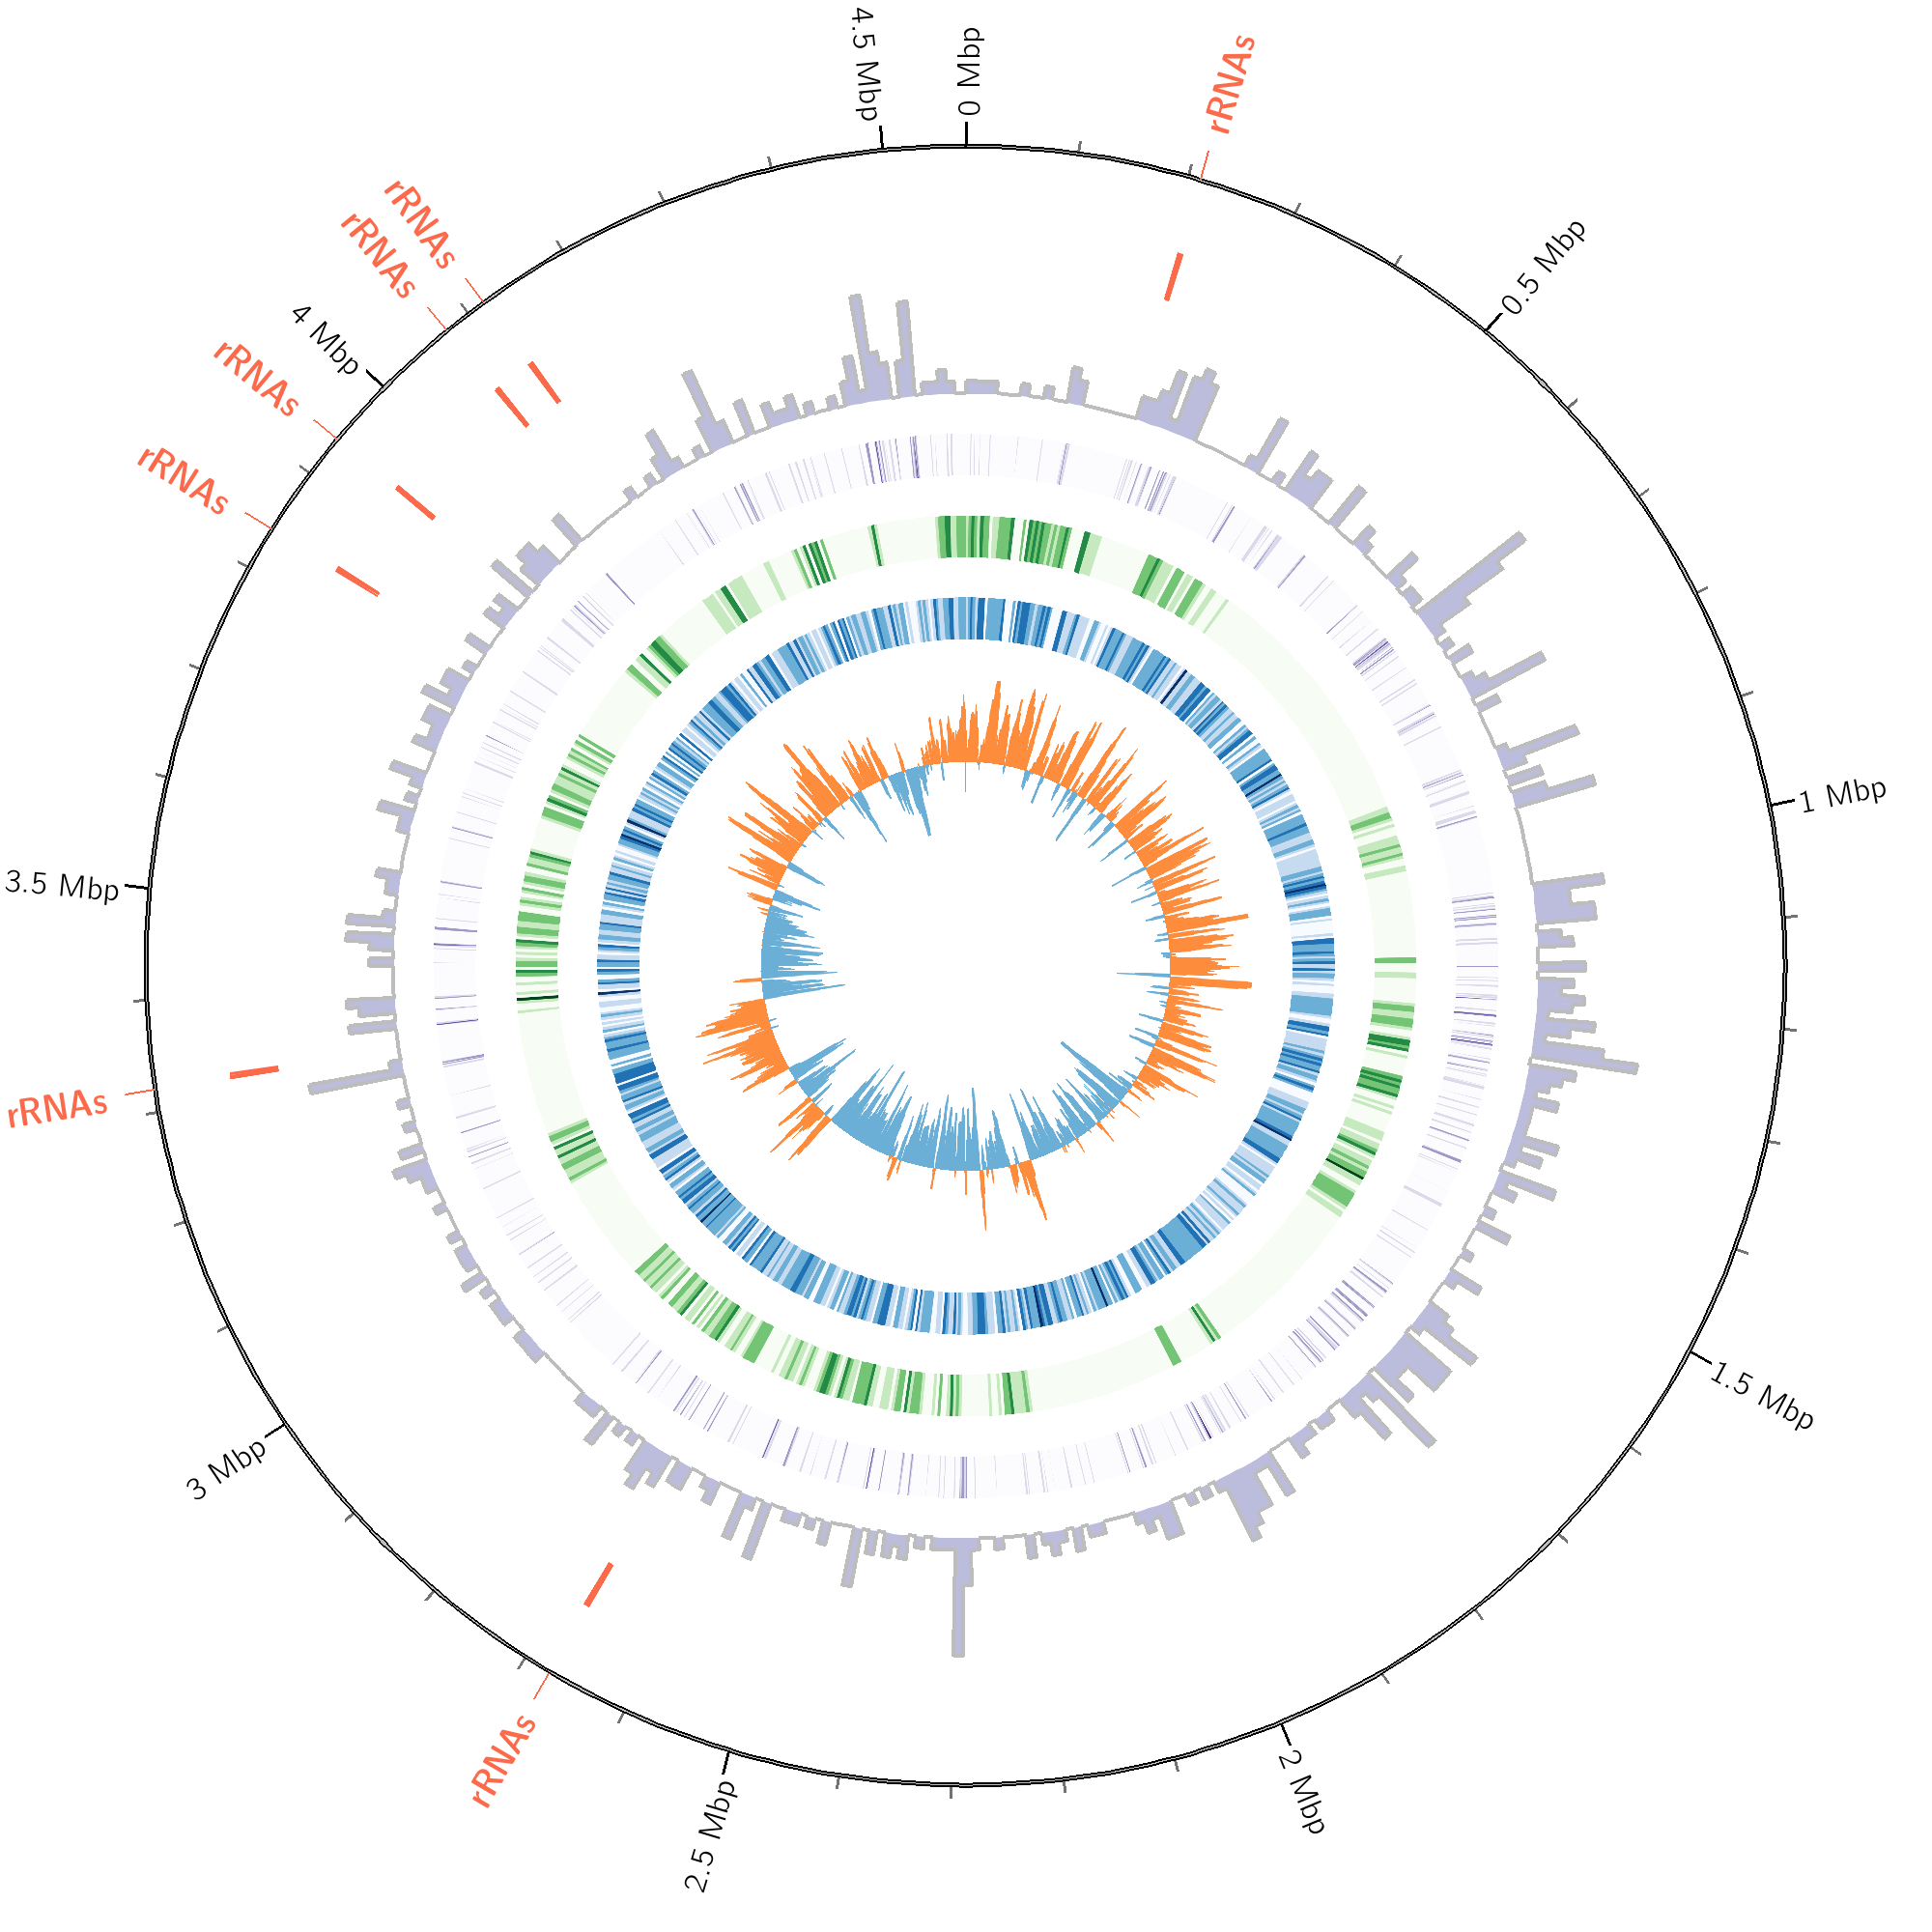 0 Mbp
rRNAs
0.5 Mbp
1 Mbp
1.5 Mbp
2 Mbp
2.5 Mbp
rRNAs
3 Mbp
rRNAs
3.5 Mbp
rRNAs
rRNAs
4 Mbp
rRNAs
rRNAs
4.5 Mbp